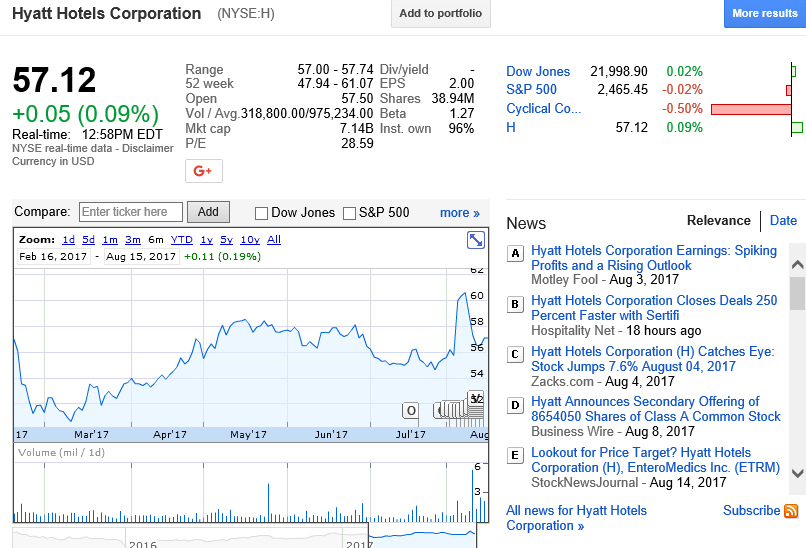 Hyatt Hotels Corporation (NYSE:H)
Add to portfolio
More results
57.12
+0.05 (0.09%)
Real-time: 12:58PM EDT
NYSE real-time data - Disclaimer
Currency in USD
Range 57.00 - 57.74
52 week 47.94 - 61.07
Open 57.50
Vol / Avg. 318,800.00/975,234.00
Mkt cap 7.14B
P/E 28.59
Div/yield -
EPS 2.00
Shares 38.94M
Beta 1.27
Inst. own 96%
G+
Dow Jones 21,998.90 0.02%
S&P 500 2,465.45 -0.02%
Cyclical Co... -0.50%
H 57.12 0.09%
Compare: Enter ticker here Add Dow Jones S&P 500 more »
Zoom: 1d 5d 1m 3m 6m YTD 1y 5y 10y All
Feb 16, 2017 - Aug 15, 2017 +0.11 (0.19%)
62
60
58
56
54
52
O
V
17 Mar'17 Apr'17 May'17 Jun'17 Jul'17 Aug
Volume (mil / 1d)
6
3
2016 2017
News Relevance Date
A Hyatt Hotels Corporation Earnings: Spiking
Profits and a Rising Outlook
Motley Fool - Aug 3, 2017
B Hyatt Hotels Corporation Closes Deals 250
Percent Faster with Sertifi
Hospitality Net - 18 hours ago
C Hyatt Hotels Corporation (H) Catches Eye:
Stock Jumps 7.6% August 04, 2017
Zacks.com - Aug 4, 2017
D Hyatt Announces Secondary Offering of
8654050 Shares of Class A Common Stock
Business Wire - Aug 8, 2017
E Lookout for Price Target? Hyatt Hotels
Corporation (H), EnteroMedics Inc. (ETRM)
StockNewsJournal - Aug 14, 2017
All news for Hyatt Hotels
Corporation »
Subscribe